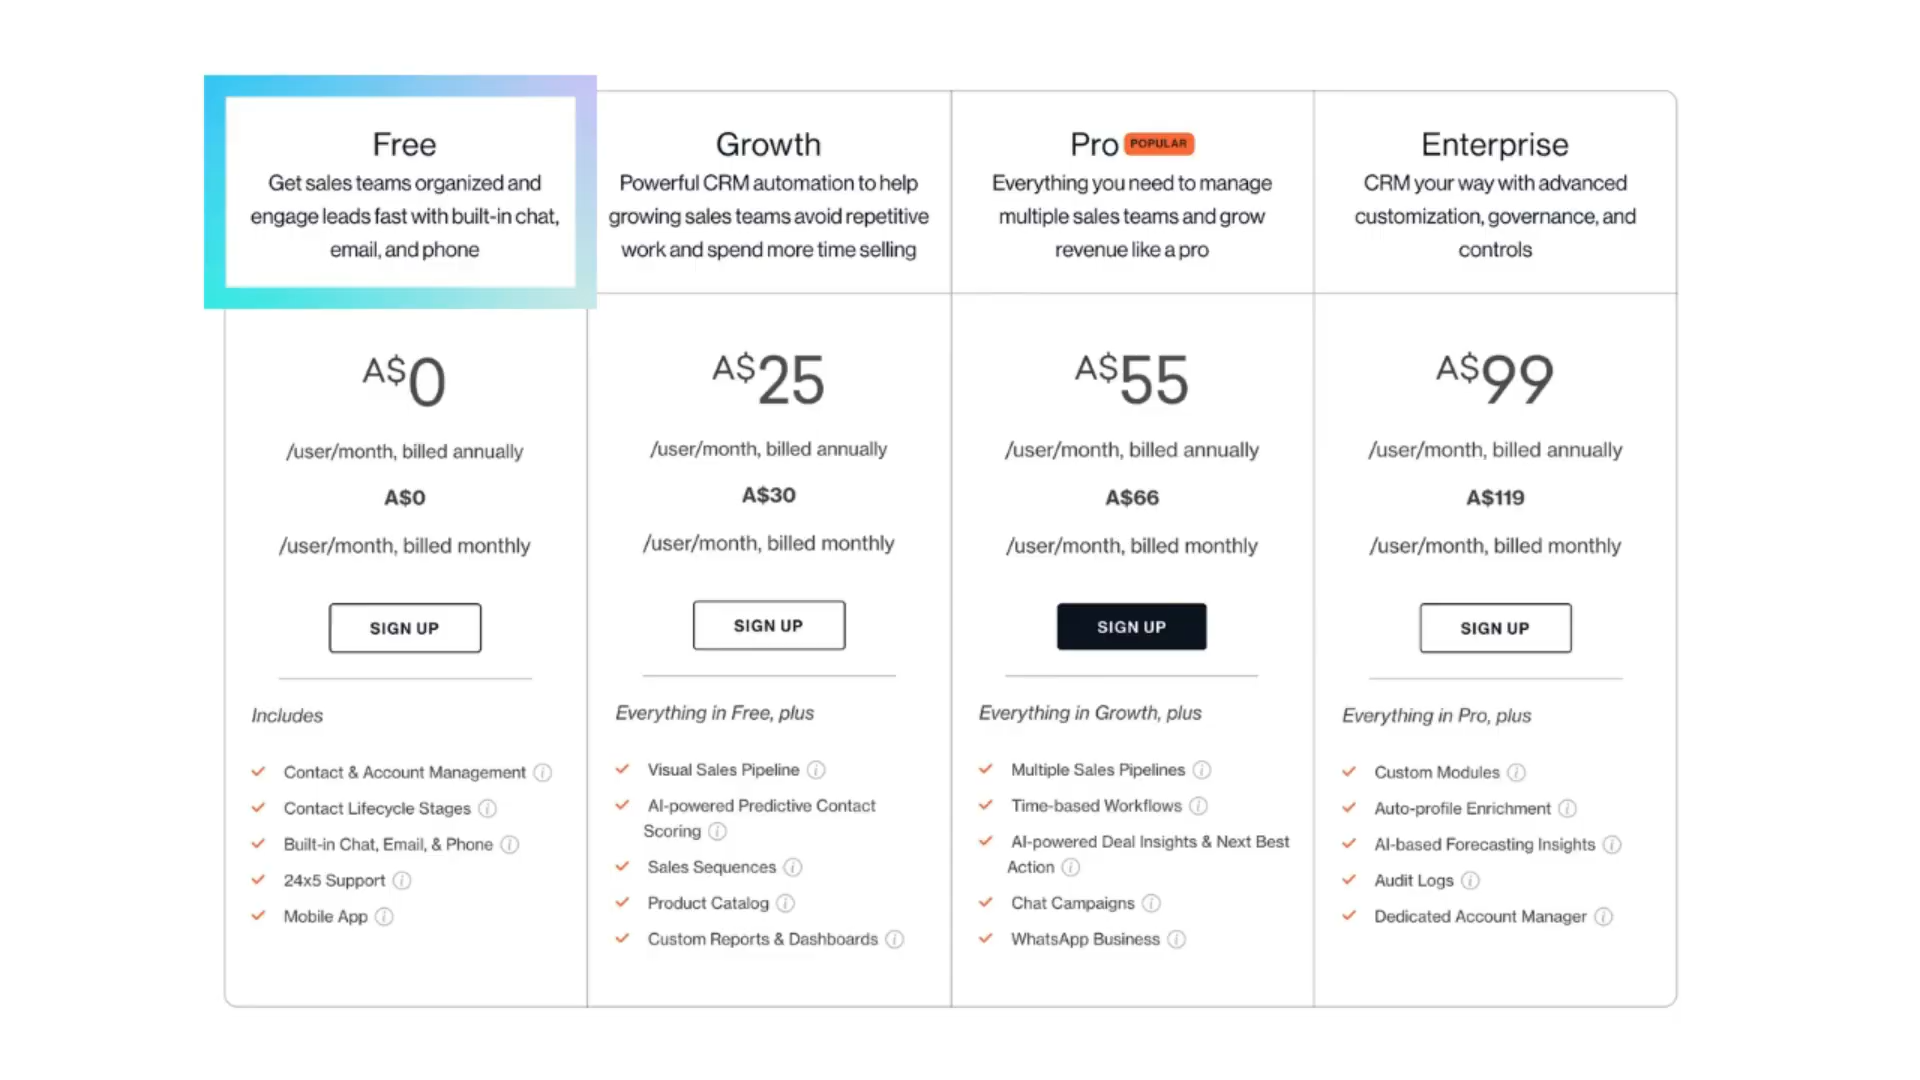 Free
Get sales teams organized and
engage leads fast with built-in chat,
email, and phone
A$0
/user/month, billed annually
A$0
/user/month, billed monthly
SIGN UP
Includes
Contact & Account Management
Contact Lifecycle Stages
Built-in Chat, Email, & Phone
24x5 Support
Mobile App
Growth
Powerful CRM automation to help
growing sales teams avoid repetitive
work and spend more time selling
A$25
/user/month, billed annually
A$30
/user/month, billed monthly
SIGN UP
Everything in Free, plus
Visual Sales Pipeline
AI-powered Predictive Contact
Scoring
Sales Sequences
Product Catalog
Custom Reports & Dashboards
Pro POPULAR
Everything you need to manage
multiple sales teams and grow
revenue like a pro
A$55
/user/month, billed annually
A$66
/user/month, billed monthly
SIGN UP
Everything in Growth, plus
Multiple Sales Pipelines
Time-based Workflows
AI-powered Deal Insights & Next Best
Action
Chat Campaigns
WhatsApp Business
Enterprise
CRM your way with advanced
customization, governance, and
controls
A$99
/user/month, billed annually
A$119
/user/month, billed monthly
SIGN UP
Everything in Pro, plus
Custom Modules
Auto-profile Enrichment
AI-based Forecasting Insights
Audit Logs
Dedicated Account Manager